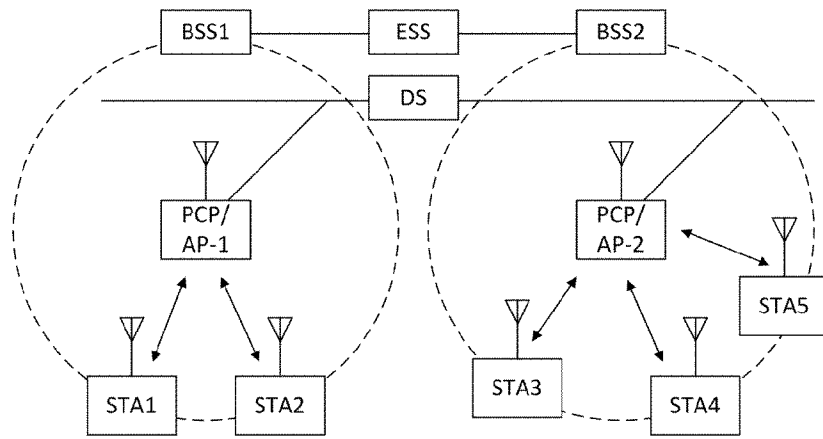 BSS1
ESS
BSS2
DS
PCP/
AP-1
PCP/
AP-2
STA5
STA3
STA1
STA2
STA4